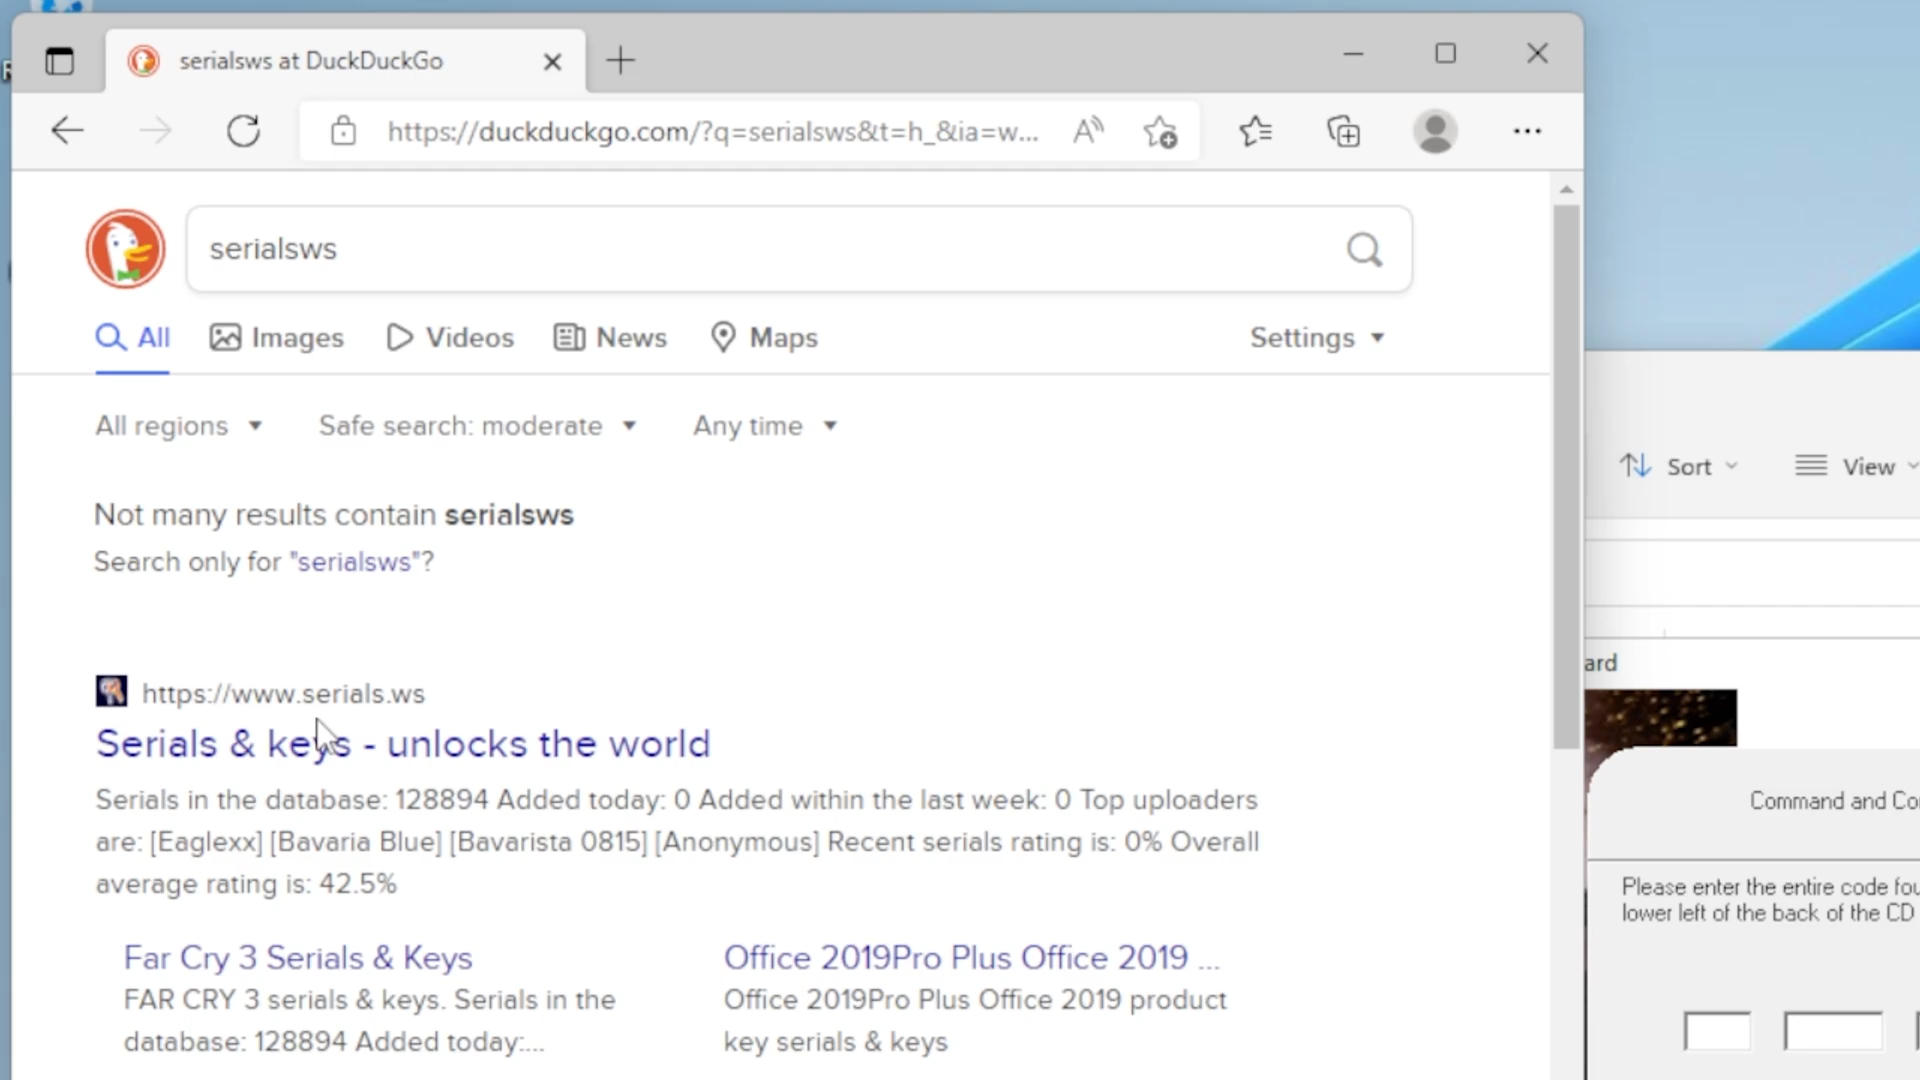 serialsws at DuckDuckGo
https://duckduckgo.com/?q=serialsws&t=h_&ia=w...
serialsws
All Images Videos News Maps Settings
All regions Safe search: moderate Any time
Not many results contain serialsws
Search only for "serialsws"?
https://www.serials.ws
Serials & keys - unlocks the world
Serials in the database: 128894 Added today: 0 Added within the last week: 0 Top uploaders
are: [Eaglexx] [Bavaria Blue] [Bavarista 0815] [Anonymous] Recent serials rating is: 0% Overall
average rating is: 42.5%
Far Cry 3 Serials & Keys
FAR CRY 3 serials & keys. Serials in the
database: 128894 Added today:...
Office 2019Pro Plus Office 2019 ...
Office 2019Pro Plus Office 2019 product
key serials & keys
Sort View
ard
Command and Co
Please enter the entire code fou
lower left of the back of the CD